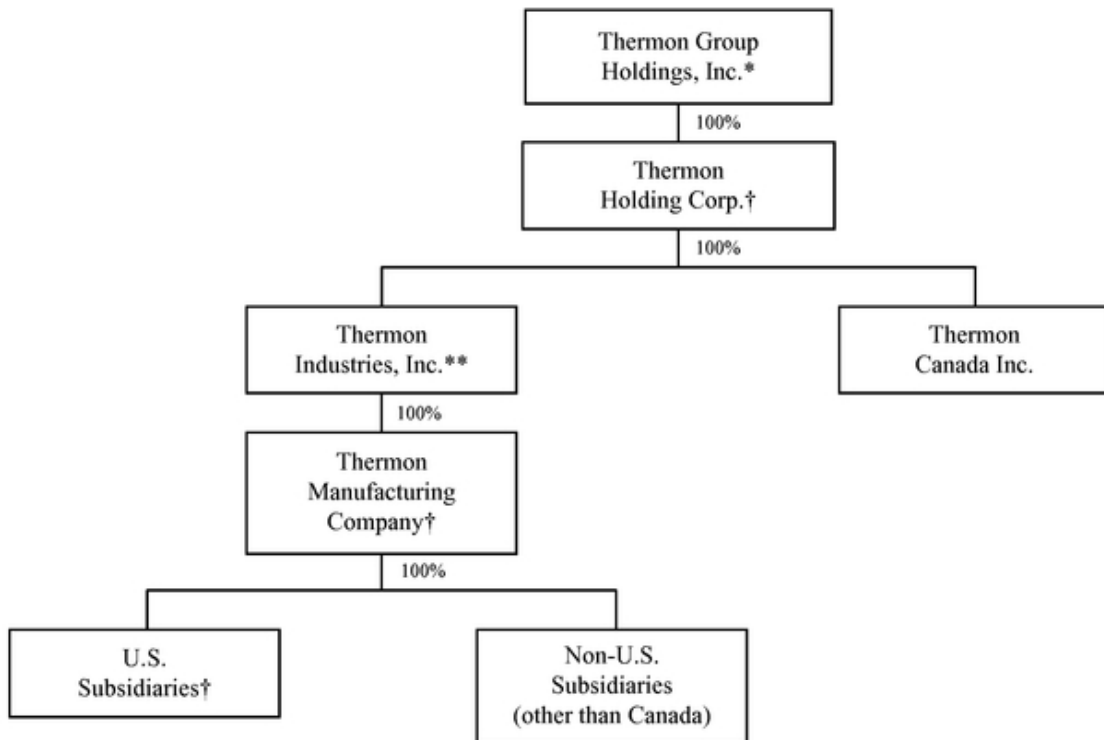 Thermon Group
Holdings, Inc.*
100%
Thermon
Holding Corp.†
100%
Thermon
Industries, Inc.**
Thermon
Canada Inc.
100%
Thermon
Manufacturing
Company†
100%
U.S.
Subsidiaries†
Non-U.S.
Subsidiaries
(other than Canada)